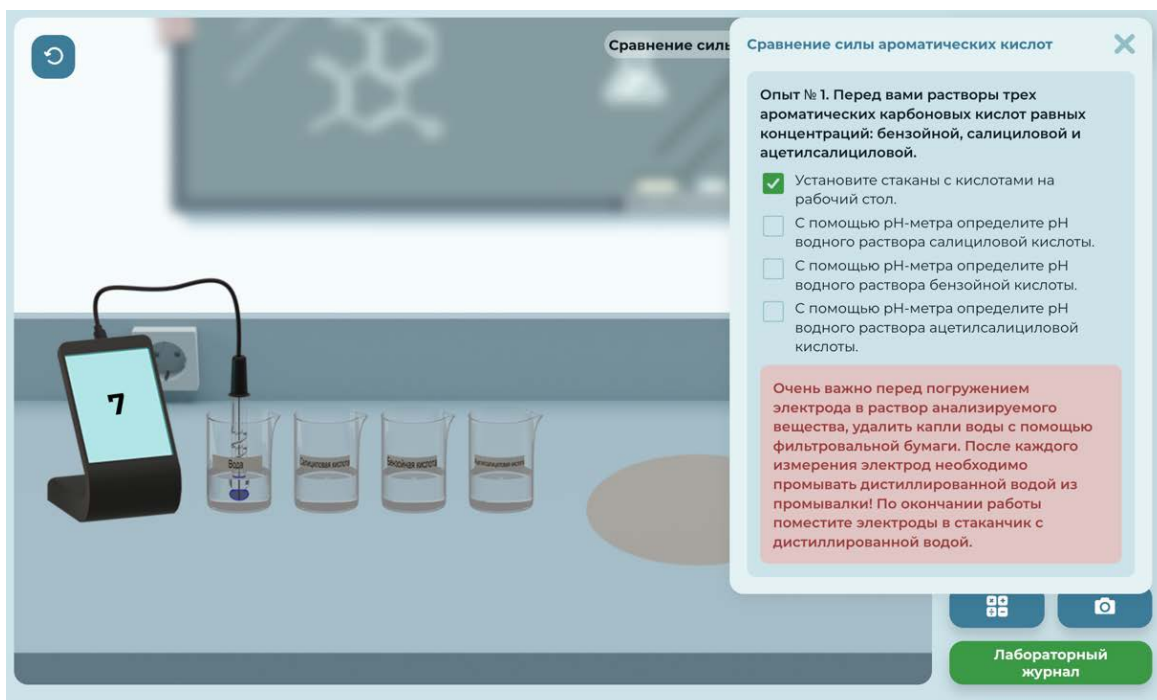 Сравнение силь
Сравнение силы ароматических кислот
Опыт № 1. Перед вами растворы трех
ароматических карбоновых кислот равных
концентраций: бензойной, салициловой и
ацетилсалициловой.
Установите стаканы с кислотами на
рабочий стол.
С помощью pH-метра определите pH
водного раствора салициловой кислоты.
С помощью pH-метра определите pH
водного раствора бензойной кислоты.
С помощью pH-метра определите pH
водного раствора ацетилсалициловой
кислоты.
Очень важно перед погружением
электрода в раствор анализируемого
вещества, удалить капли воды с помощью
фильтровальной бумаги. После каждого
измерения электрод необходимо
промывать дистиллированной водой из
промывалки! По окончании работы
поместите электроды в стаканчик с
дистиллированной водой.
7
Вода
Салициловая кислота
Бензойная кислота
Ацетилсалициловая кислота
Лабораторный
журнал